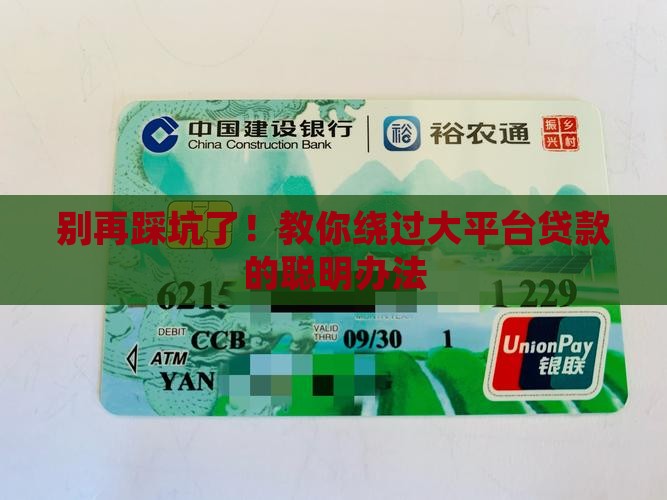 中国建设银行 裕 裕农通 振兴乡村
China Construction Bank
别再踩坑了！教你绕过大平台贷款
的聪明办法
6215 1 229
MONTH/YEAR
DEBIT CCB VALID THRU 09/30 1
ATM
YAN
UnionPay
银联